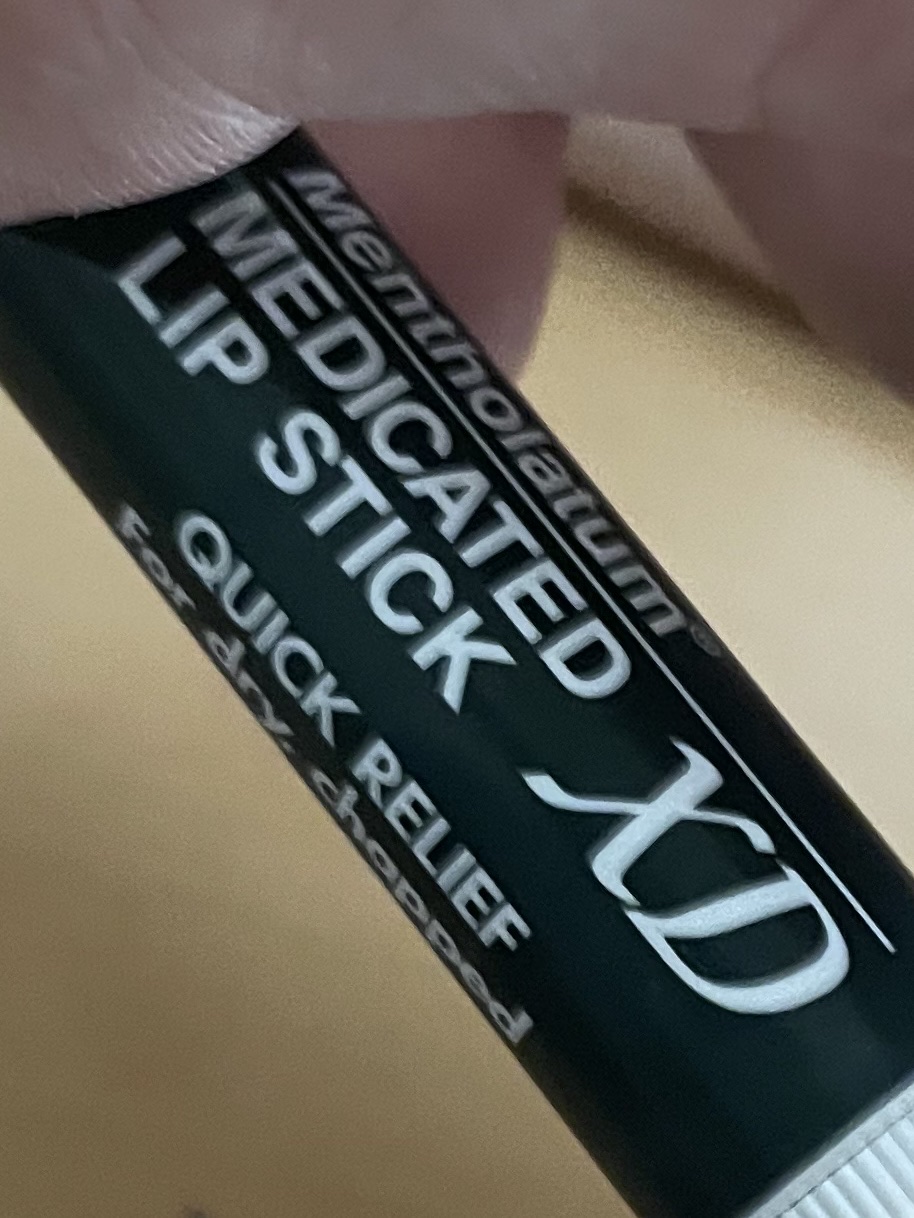 Mentholatum®
MEDICATED
LIP STICK
XD
QUICK RELIEF
For dry, chapped